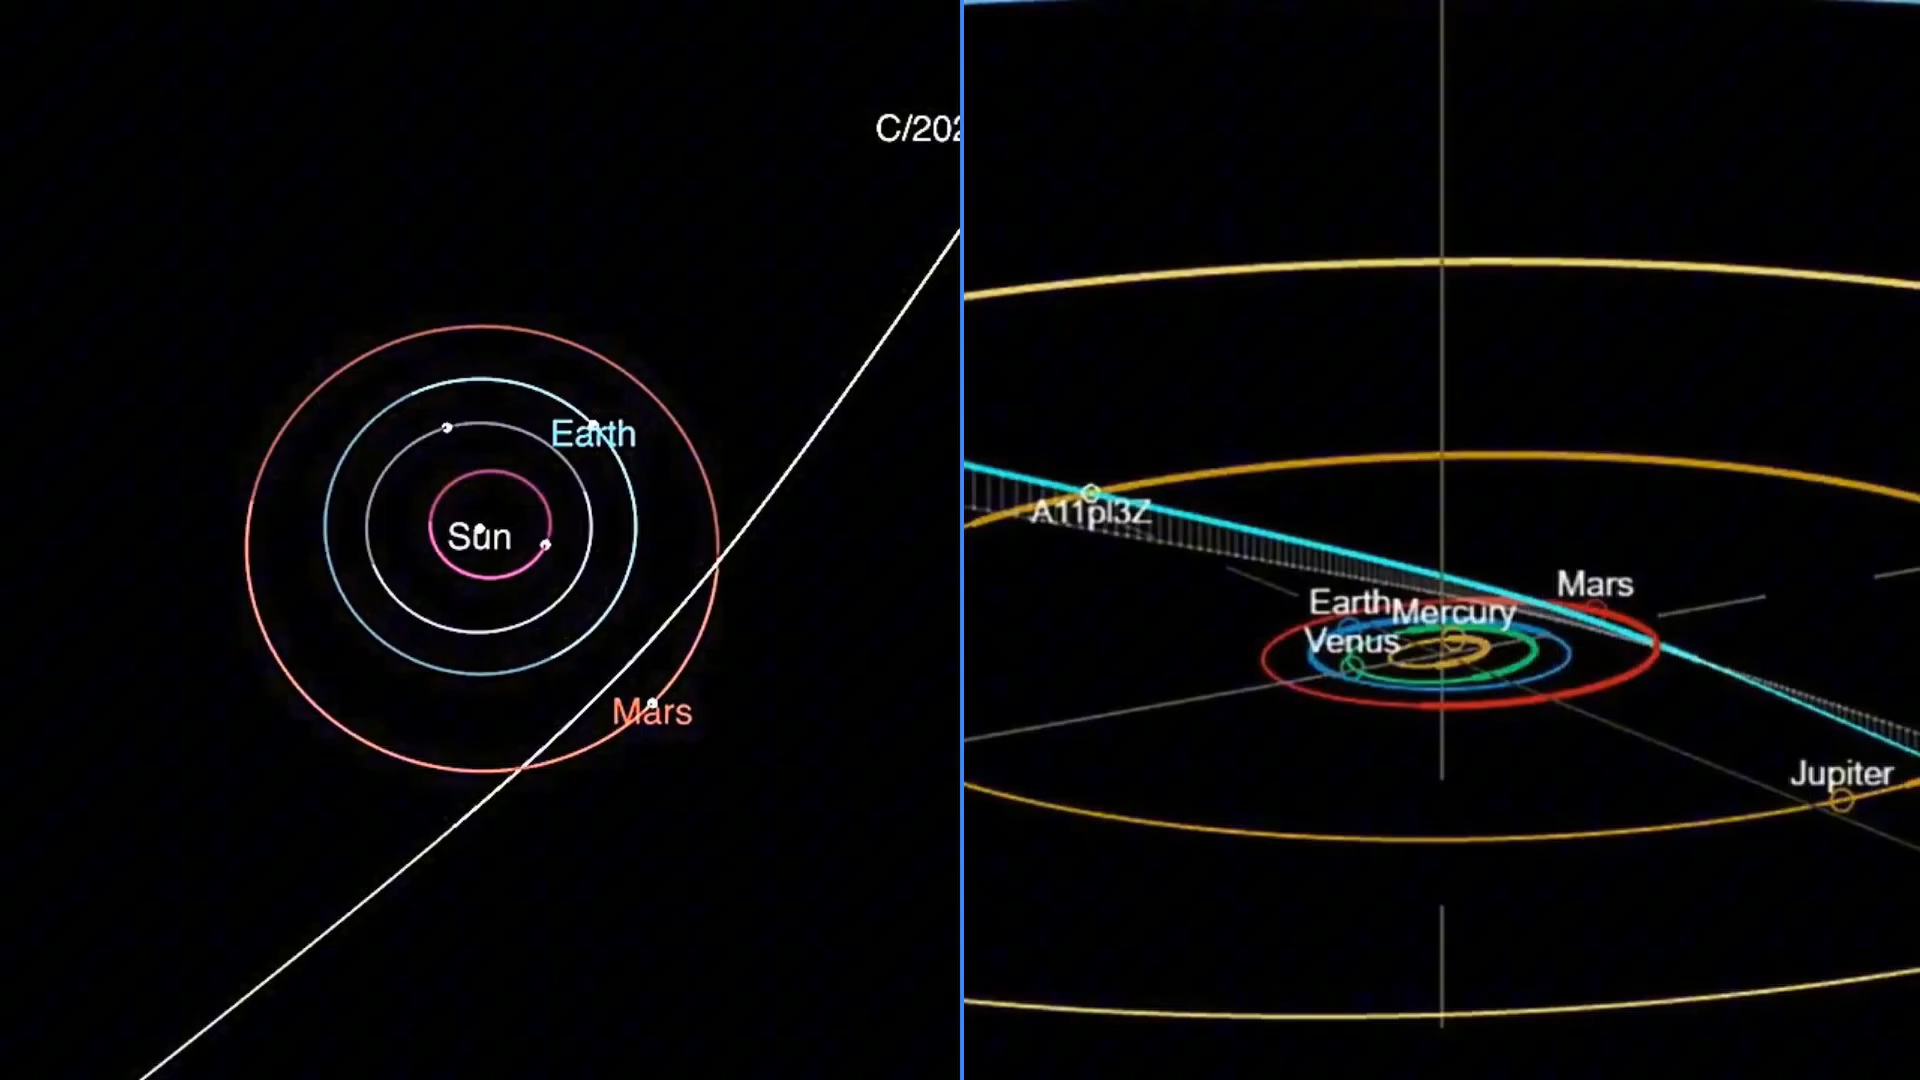 C/202
Earth
Sun
Mars
A11pl3Z
Mars
Earth
Mercury
Venus
Jupiter